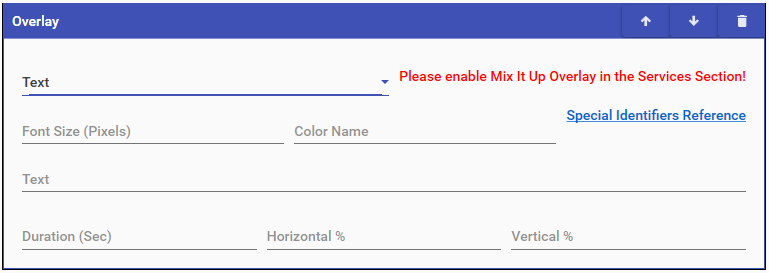 Overlay
Text
Please enable Mix It Up Overlay in the Services Section!
Special Identifiers Reference
Font Size (Pixels)
Color Name
Text
Duration (Sec)
Horizontal %
Vertical %